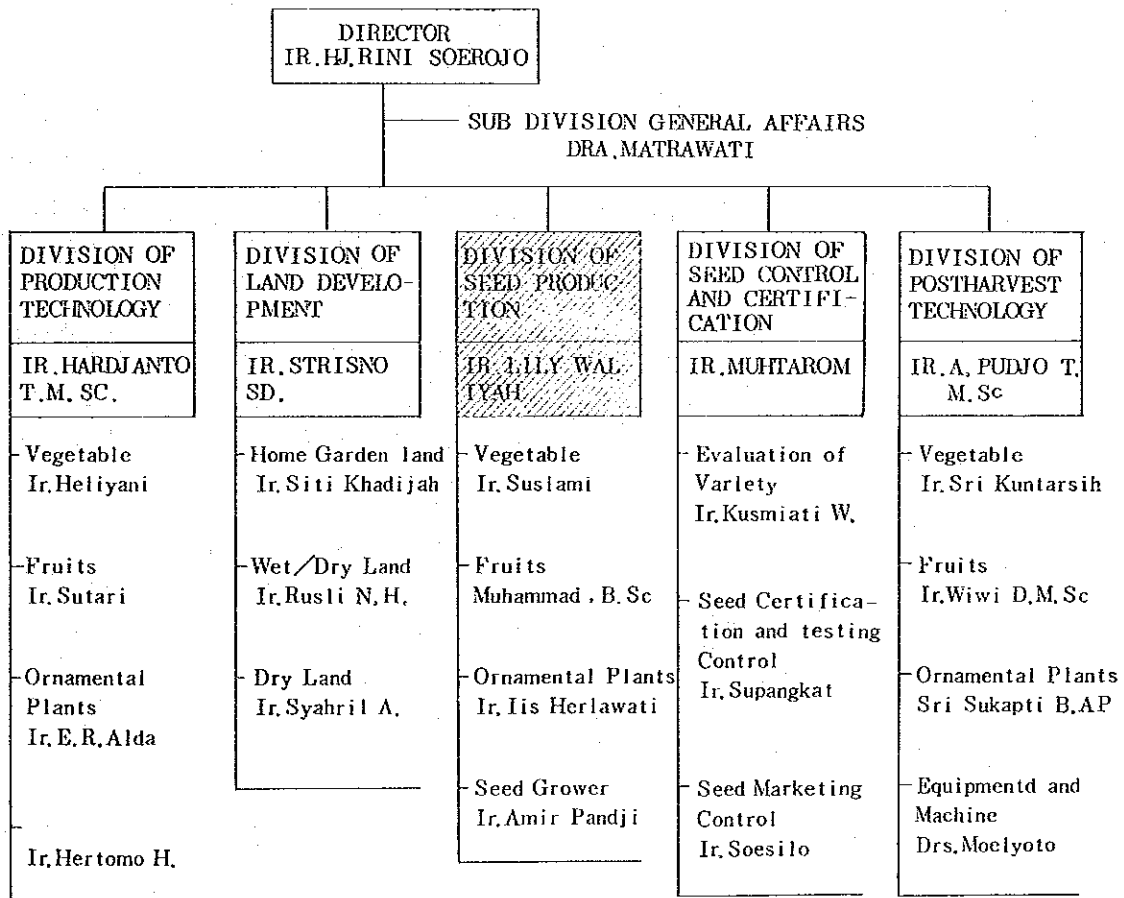 DIRECTOR
IR.HJ.RINI SOEROJO
SUB DIVISION GENERAL AFFAIRS
DRA.MATRAWATI
DIVISION OF
PRODUCTION
TECHNOLOGY
IR.HARDJANTO
T.M. SC.
Vegetable
Ir.Heliyani
Fruits
Ir.Sutari
Ornamental
Plants
Ir.E.R.Alda
Ir.Hertomo H.
DIVISION OF
LAND DEVELO-
PMENT
IR.STRISNO
SD.
Home Garden land
Ir.Siti Khadijah
Wet/Dry Land
Ir.Rusli N.H.
Dry Land
Ir.Syahril A.
DIVISION OF
SEED PRODUC-
TION
IR.LILY WAL
IYAH.
Vegetable
Ir.Suslami
Fruits
Muhammad, B.Sc
Ornamental Plants
Ir.Iis Herlawati
Seed Grower
Ir.Amir Pandji
DIVISION OF
SEED CONTROL
AND CERTIFI-
CATION
IR.MUHTAROM
Evaluation of
Variety
Ir.Kusmiati W.
Seed Certifica-
tion and testing
Control
Ir.Supangkat
Seed Marketing
Control
Ir.Soesilo
DIVISION OF
POSTHARVEST
TECHNOLOGY
IR.A. PUDJO T.
M.Sc
Vegetable
Ir.Sri Kuntarsih
Fruits
Ir.Wiwi D.M.Sc
Ornamental Plants
Sri Sukapti B.AP
Equipmentd and
Machine
Drs.Moelyoto